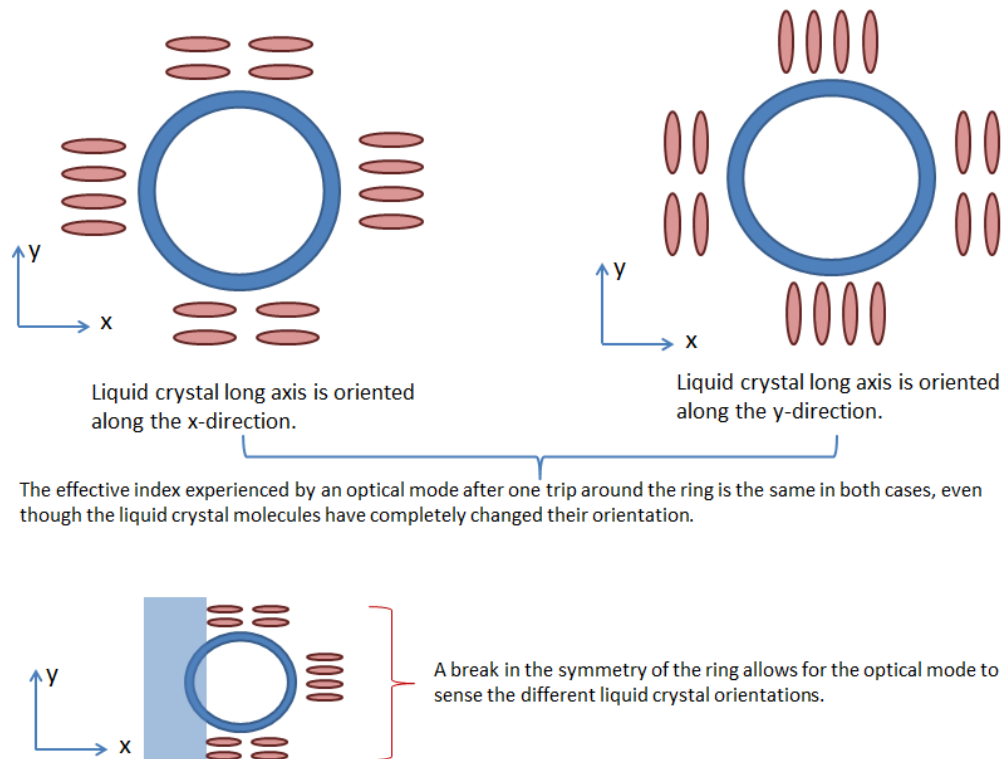 y
x
Liquid crystal long axis is oriented
along the x-direction.
y
x
Liquid crystal long axis is oriented
along the y-direction.
The effective index experienced by an optical mode after one trip around the ring is the same in both cases, even
though the liquid crystal molecules have completely changed their orientation.
y
x
A break in the symmetry of the ring allows for the optical mode to
sense the different liquid crystal orientations.